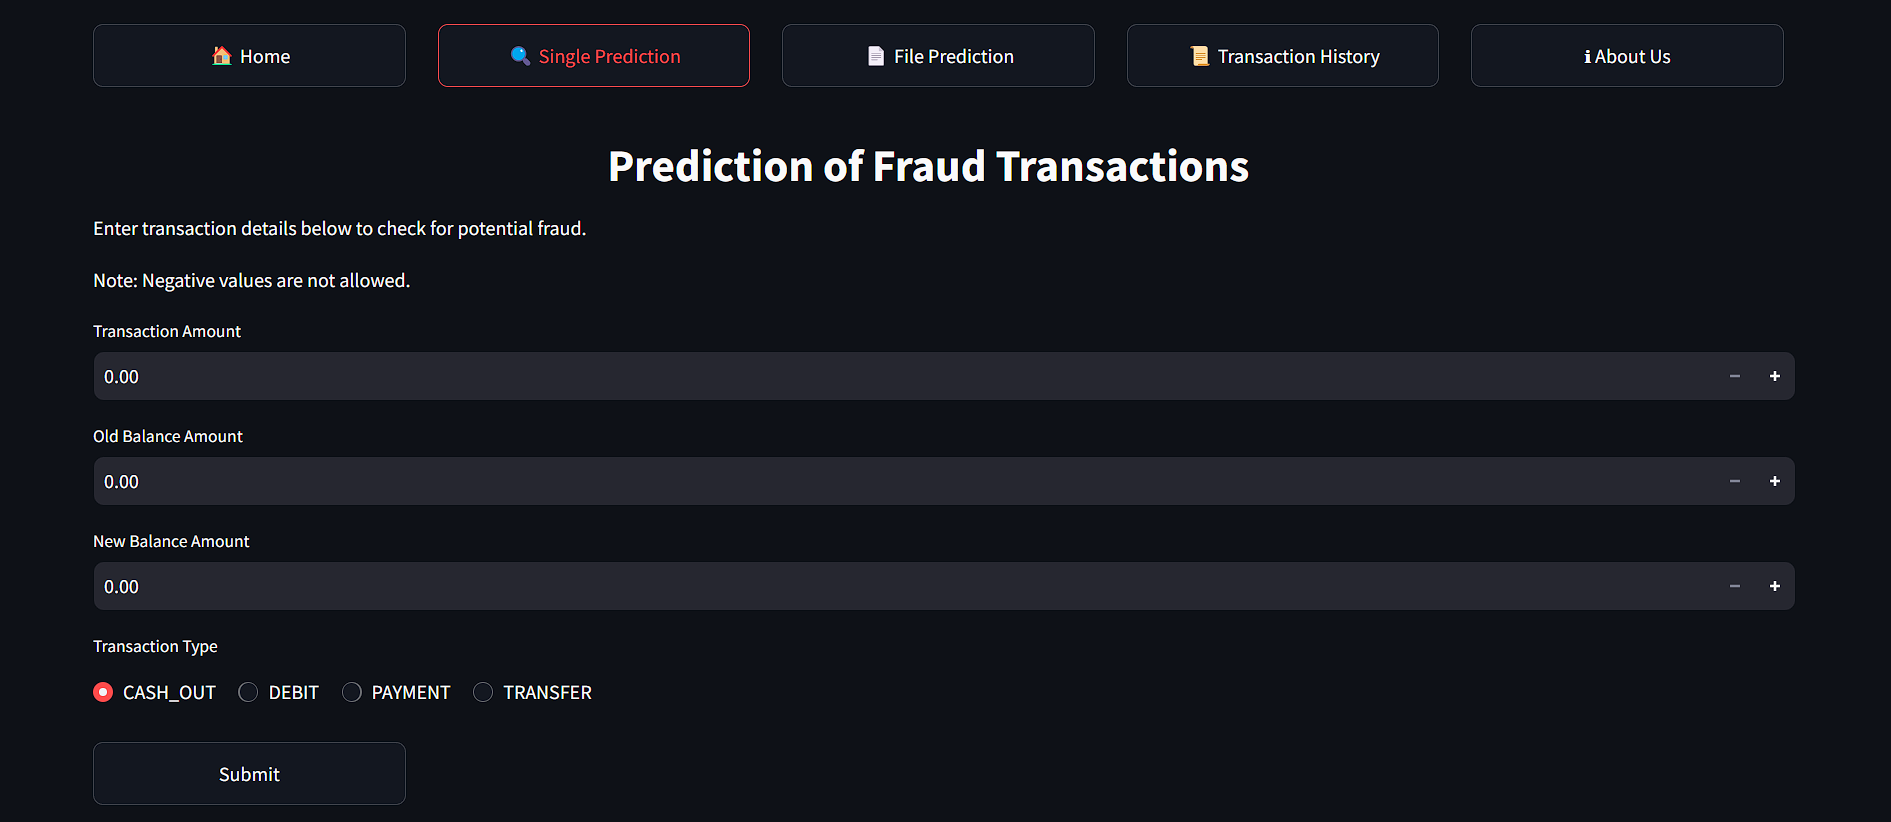 Home Single Prediction File Prediction Transaction History i About Us
Prediction of Fraud Transactions
Enter transaction details below to check for potential fraud.
Note: Negative values are not allowed.
Transaction Amount
0.00
Old Balance Amount
0.00
New Balance Amount
0.00
Transaction Type
CASH_OUT DEBIT PAYMENT TRANSFER
Submit